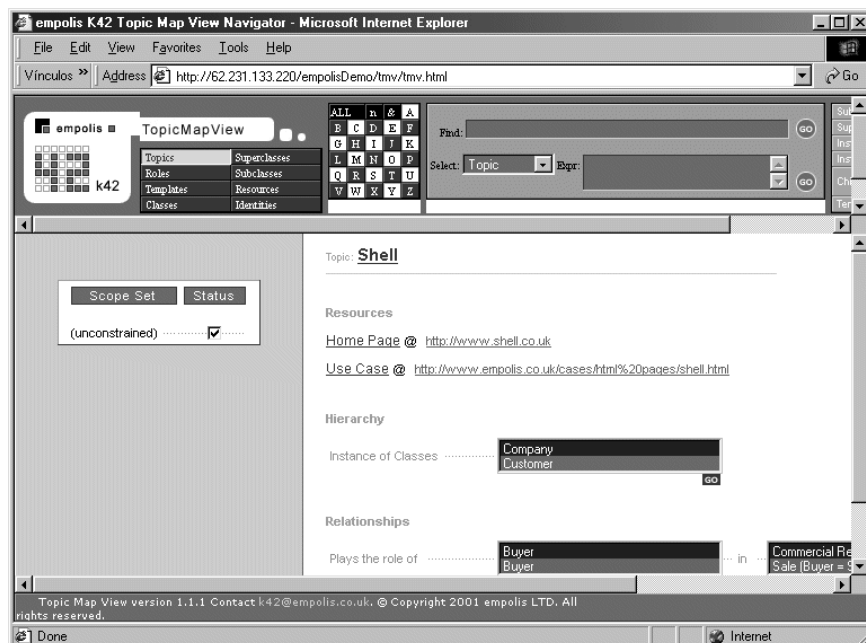 empolis K42 Topic Map View Navigator - Microsoft Internet Explorer
File Edit View Favorites Tools Help
Vínculos » Address http://62.231.133.220/empolisDemo/tmv/tmv.html Go
empolis
k42
TopicMapView
Topics Superclasses
Roles Subclasses
Templates Resources
Classes Identities
ALL n & A
B C D E F
G H I J K
L M N O P
Q R S T U
V W X Y Z
Find: GO
Select: Topic Expr: GO
Topic: Shell
Scope Set Status
(unconstrained)
Resources
Home Page @ http://www.shell.co.uk
Use Case @ http://www.empolis.co.uk/cases/html%20pages/shell.html
Hierarchy
Instance of Classes Company
Customer
GO
Relationships
Plays the role of Buyer in Commercial Re
Buyer Sale (Buyer = S
Topic Map View version 1.1.1 Contact k42@empolis.co.uk. © Copyright 2001 empolis LTD. All
rights reserved.
Done Internet